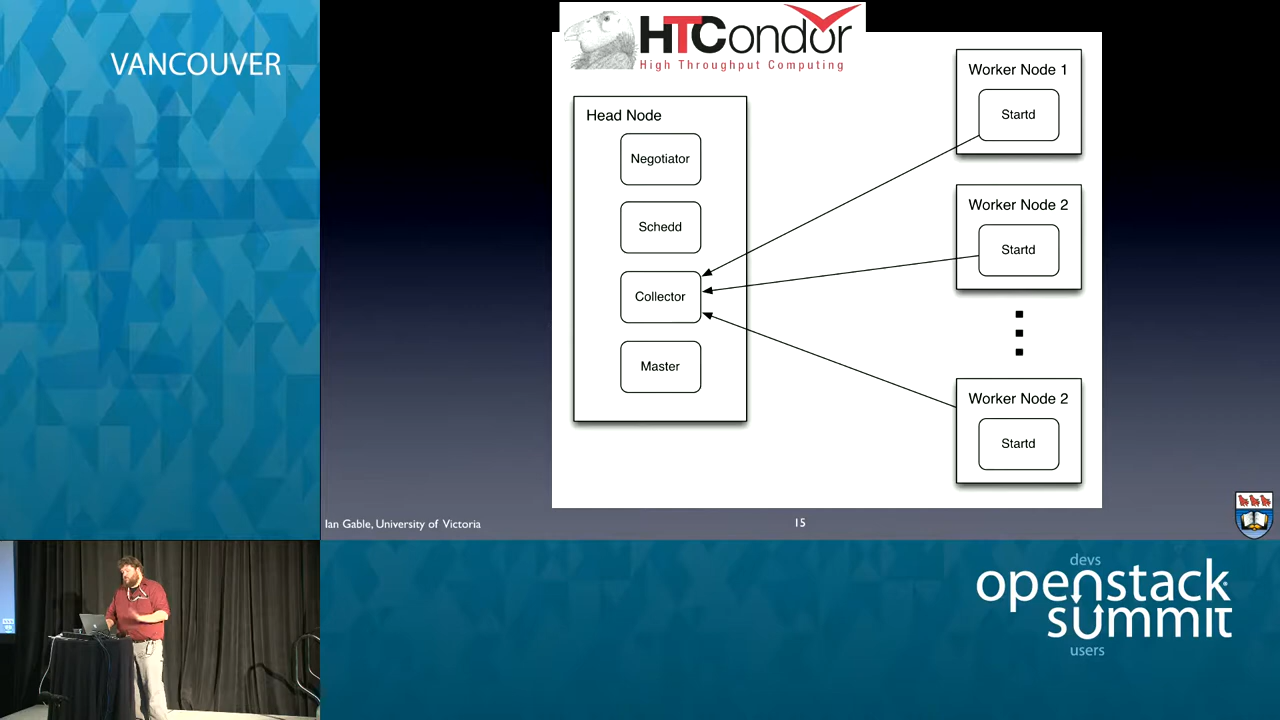 VANCOUVER
HTCondor
High Throughput Computing
Head Node
Negotiator
Schedd
Collector
Master
Worker Node 1
Startd
Worker Node 2
Startd
Worker Node 2
Startd
Ian Gable, University of Victoria
15
devs
openstack
summit
users